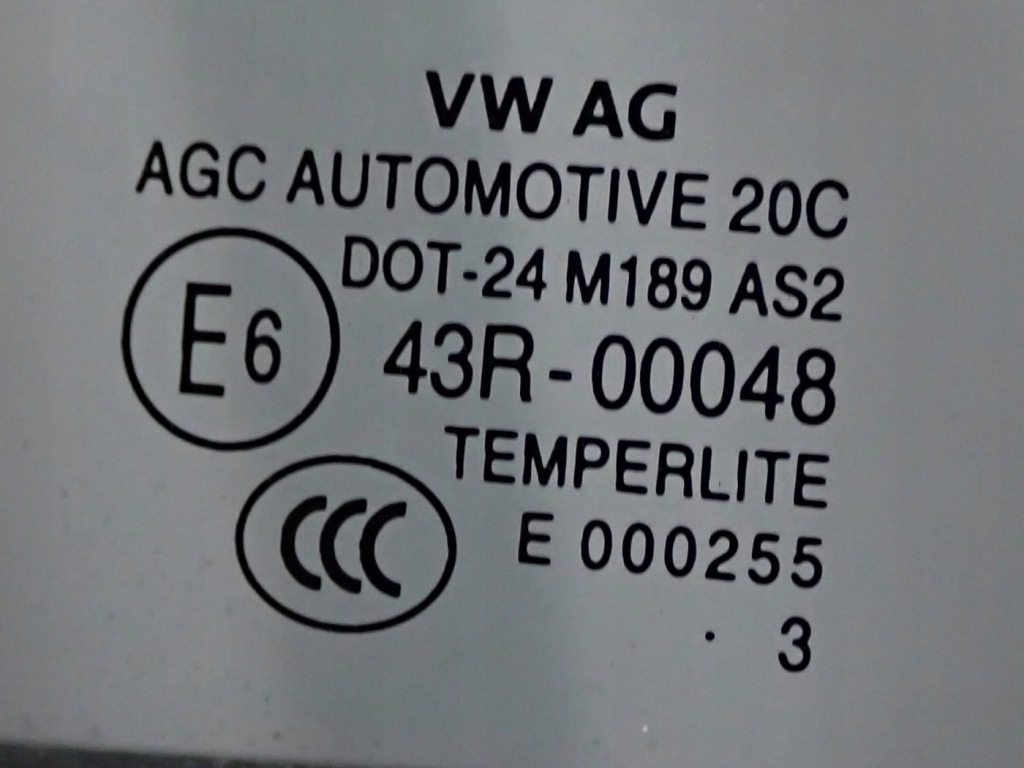 VW AG
AGC AUTOMOTIVE 20C
DOT-24 M189 AS2
E6
43R-00048
TEMPERLITE
CCC
E 000255
. 3